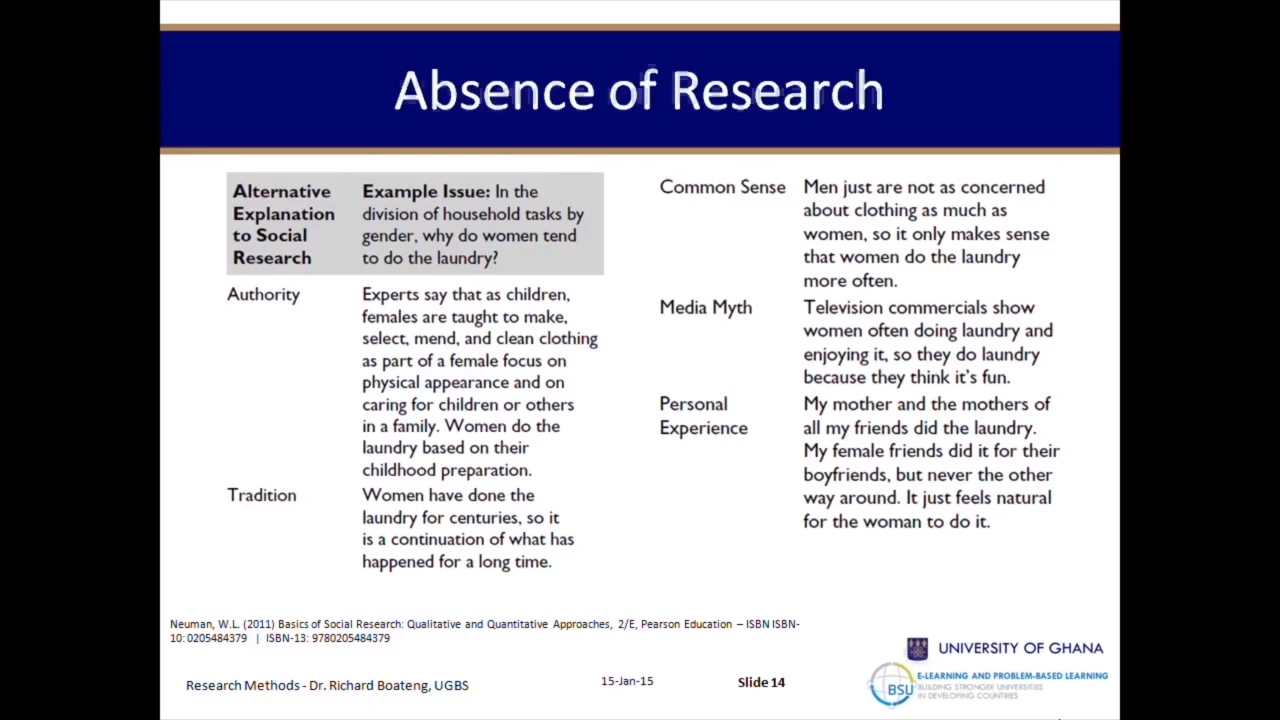 Absence of Research
Alternative
Explanation
to Social
Research
Example Issue: In the
division of household tasks by
gender, why do women tend
to do the laundry?
Authority
Experts say that as children,
females are taught to make,
select, mend, and clean clothing
as part of a female focus on
physical appearance and on
caring for children or others
in a family. Women do the
laundry based on their
childhood preparation.
Tradition
Women have done the
laundry for centuries, so it
is a continuation of what has
happened for a long time.
Common Sense
Men just are not as concerned
about clothing as much as
women, so it only makes sense
that women do the laundry
more often.
Media Myth
Television commercials show
women often doing laundry and
enjoying it, so they do laundry
because they think it's fun.
Personal
Experience
My mother and the mothers of
all my friends did the laundry.
My female friends did it for their
boyfriends, but never the other
way around. It just feels natural
for the woman to do it.
Neuman, W.L. (2011) Basics of Social Research: Qualitative and Quantitative Approaches, 2/E, Pearson Education – ISBN ISBN-
10: 0205484379 | ISBN-13: 9780205484379
Research Methods - Dr. Richard Boateng, UGBS
15-Jan-15
Slide 14
UNIVERSITY OF GHANA
BSU
E-LEARNING AND PROBLEM-BASED LEARNING
BUILDING STRONGER UNIVERSITIES
IN DEVELOPING COUNTRIES